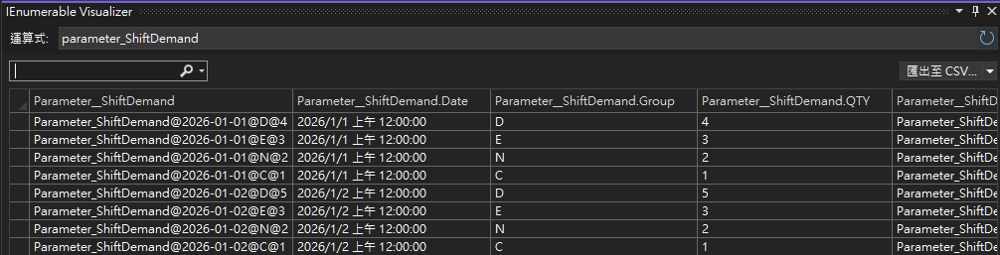 IEnumerable Visualizer
運算式: parameter_ShiftDemand
匯出至 CSV...
Parameter__ShiftDemand Parameter__ShiftDemand.Date Parameter__ShiftDemand.Group Parameter__ShiftDemand.QTY Parameter__ShiftD
Parameter_ShiftDemand@2026-01-01@D@4 2026/1/1 上午 12:00:00 D 4 Parameter_ShiftDe
Parameter_ShiftDemand@2026-01-01@E@3 2026/1/1 上午 12:00:00 E 3 Parameter_ShiftDe
Parameter_ShiftDemand@2026-01-01@N@2 2026/1/1 上午 12:00:00 N 2 Parameter_ShiftDe
Parameter_ShiftDemand@2026-01-01@C@1 2026/1/1 上午 12:00:00 C 1 Parameter_ShiftDe
Parameter_ShiftDemand@2026-01-02@D@5 2026/1/2 上午 12:00:00 D 5 Parameter_ShiftDe
Parameter_ShiftDemand@2026-01-02@E@3 2026/1/2 上午 12:00:00 E 3 Parameter_ShiftDe
Parameter_ShiftDemand@2026-01-02@N@2 2026/1/2 上午 12:00:00 N 2 Parameter_ShiftDe
Parameter_ShiftDemand@2026-01-02@C@1 2026/1/2 上午 12:00:00 C 1 Parameter_ShiftDe